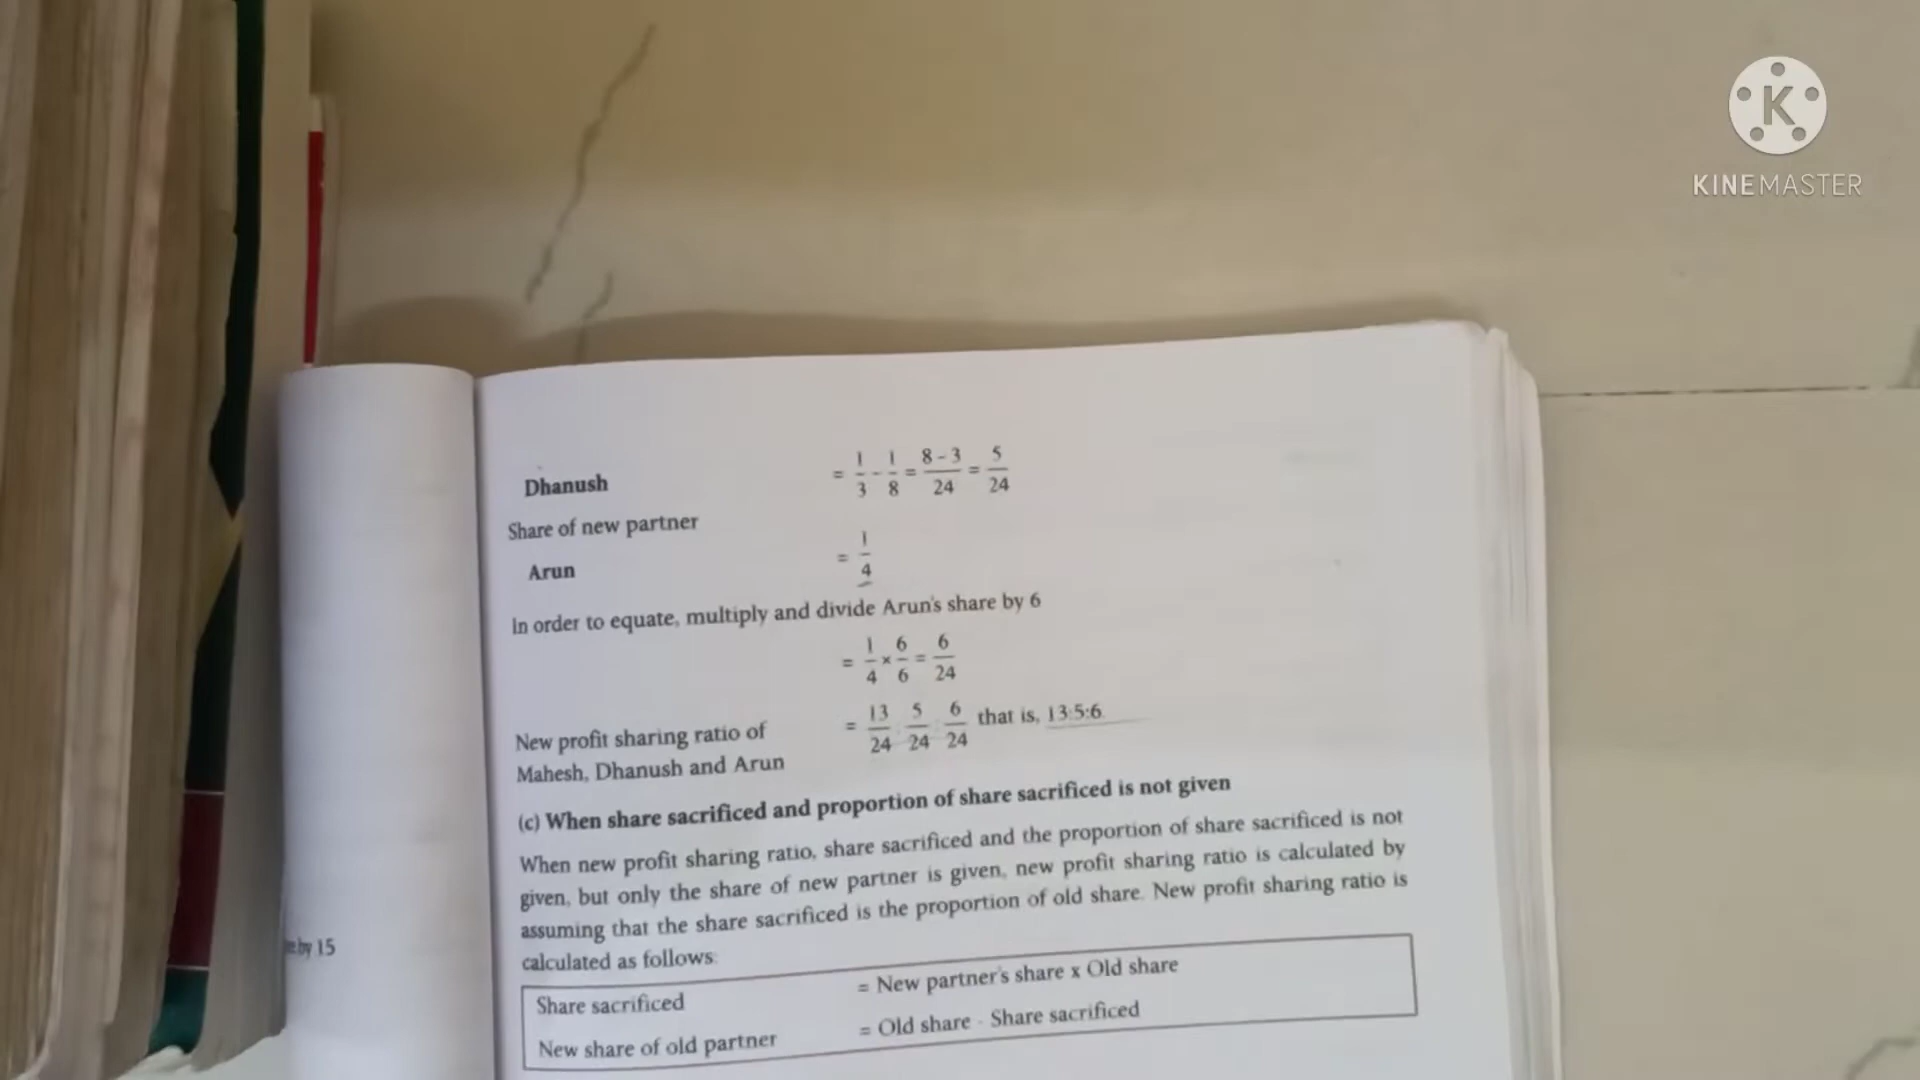 KINEMASTER
Dhanush = 1/3 - 1/8 = 8 - 3/24 = 5/24
Share of new partner
Arun = 1/4
In order to equate, multiply and divide Arun's share by 6
= 1/4 × 6/6 = 6/24
New profit sharing ratio of = 13/24 : 5/24 : 6/24 that is, 13:5:6
Mahesh, Dhanush and Arun
(c) When share sacrificed and proportion of share sacrificed is not given
When new profit sharing ratio, share sacrificed and the proportion of share sacrificed is not
given, but only the share of new partner is given, new profit sharing ratio is calculated by
assuming that the share sacrificed is the proportion of old share. New profit sharing ratio is
calculated as follows:
Share sacrificed = New partner's share x Old share
New share of old partner = Old share - Share sacrificed
by 15